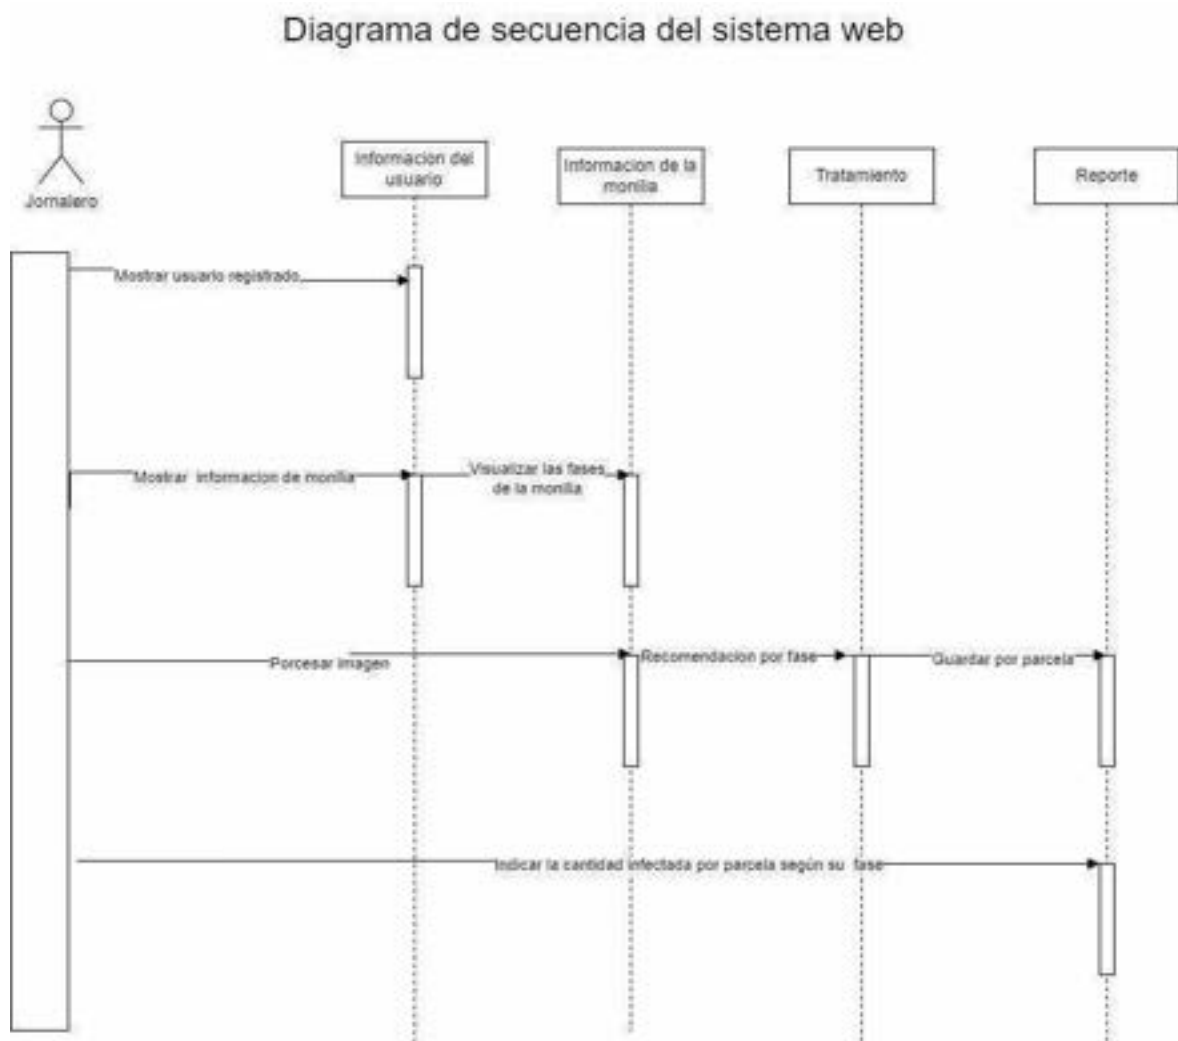 Diagrama de secuencia del sistema web
Jornalero
Informacion del
usuario
Informacion de la
monilia
Tratamiento
Reporte
Mostrar usuario registrado
Mostrar informacion de monilia
Visualizar las fases
de la monilia
Porcesar imagen
Recomendacion por fase
Guardar por parcela
Indicar la cantidad infectada por parcela según su fase